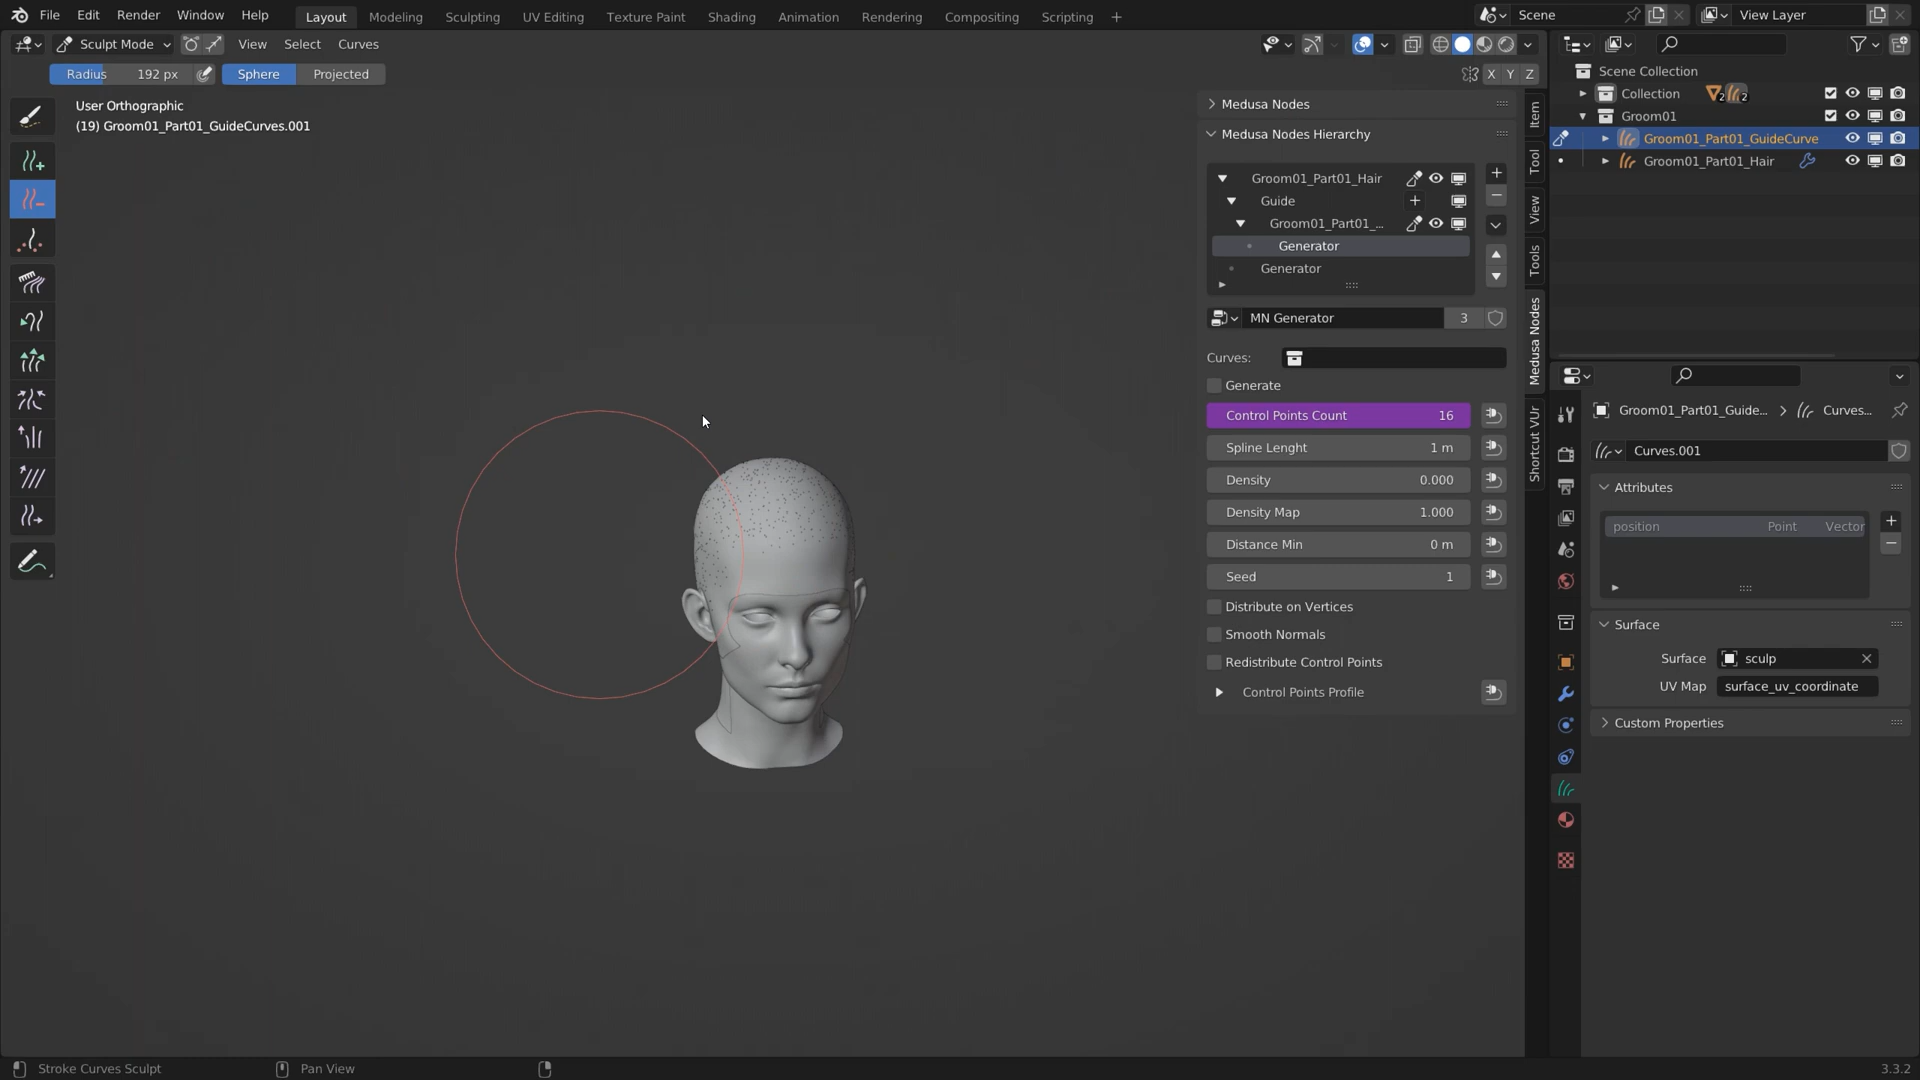 File Edit Render Window Help Layout Modeling Sculpting UV Editing Texture Paint Shading Animation Rendering Compositing Scripting + Scene View Layer
Sculpt Mode View Select Curves
Radius 192 px Sphere Projected X Y Z
User Orthographic
(19) Groom01_Part01_GuideCurves.001
Medusa Nodes
Medusa Nodes Hierarchy
Groom01_Part01_Hair
Guide
Groom01_Part01_...
Generator
Generator
MN Generator 3
Curves:
Generate
Control Points Count 16
Spline Lenght 1 m
Density 0.000
Density Map 1.000
Distance Min 0 m
Seed 1
Distribute on Vertices
Smooth Normals
Redistribute Control Points
Control Points Profile
Item
Tool
View
Tools
Medusa Nodes
Shortcut VUr
Scene Collection
Collection 2 2
Groom01
Groom01_Part01_GuideCurve
Groom01_Part01_Hair
Groom01_Part01_Guide... Curves...
Curves.001
Attributes
position Point Vector
Surface
Surface sculp
UV Map surface_uv_coordinate
Custom Properties
Stroke Curves Sculpt Pan View 3.3.2